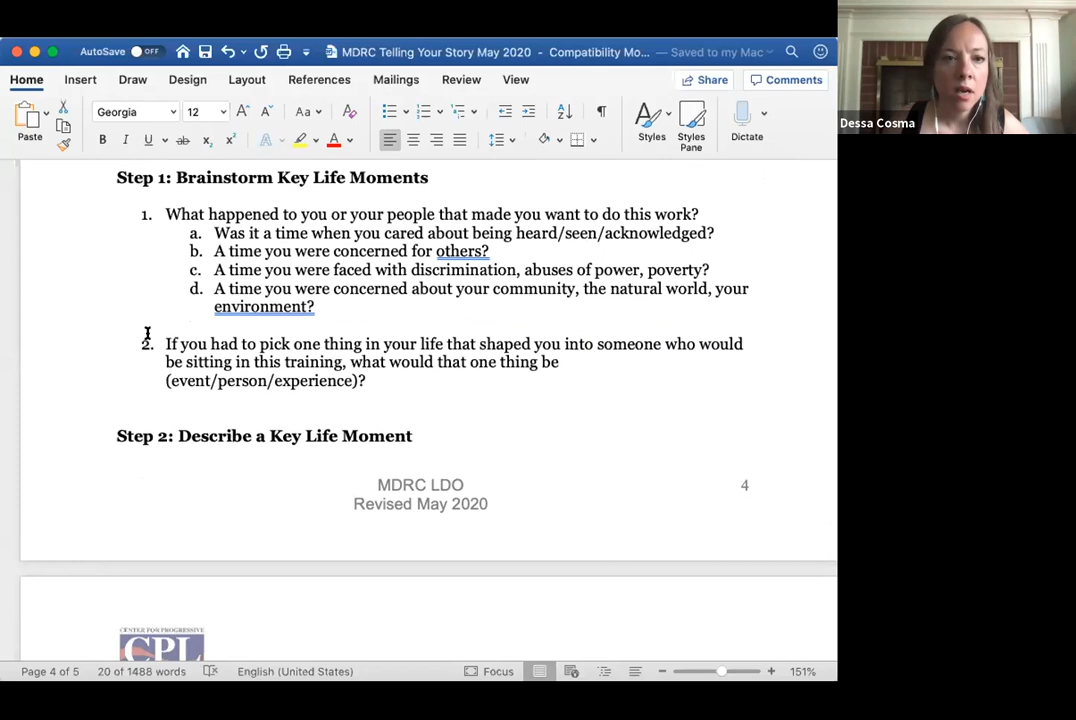 AutoSave OFF MDRC Telling Your Story May 2020 - Compatibility Mo... — Saved to my Mac
Home Insert Draw Design Layout References Mailings Review View Share Comments
Georgia 12 Aa
Paste B I U ab x2 x2 A A Styles Styles Pane Dictate
Dessa Cosma
Step 1: Brainstorm Key Life Moments
1. What happened to you or your people that made you want to do this work?
a. Was it a time when you cared about being heard/seen/acknowledged?
b. A time you were concerned for others?
c. A time you were faced with discrimination, abuses of power, poverty?
d. A time you were concerned about your community, the natural world, your
environment?
2. If you had to pick one thing in your life that shaped you into someone who would
be sitting in this training, what would that one thing be
(event/person/experience)?
Step 2: Describe a Key Life Moment
MDRC LDO
Revised May 2020
4
CENTER FOR PROGRESSIVE
CPL
Page 4 of 5 20 of 1488 words English (United States) Focus 151%